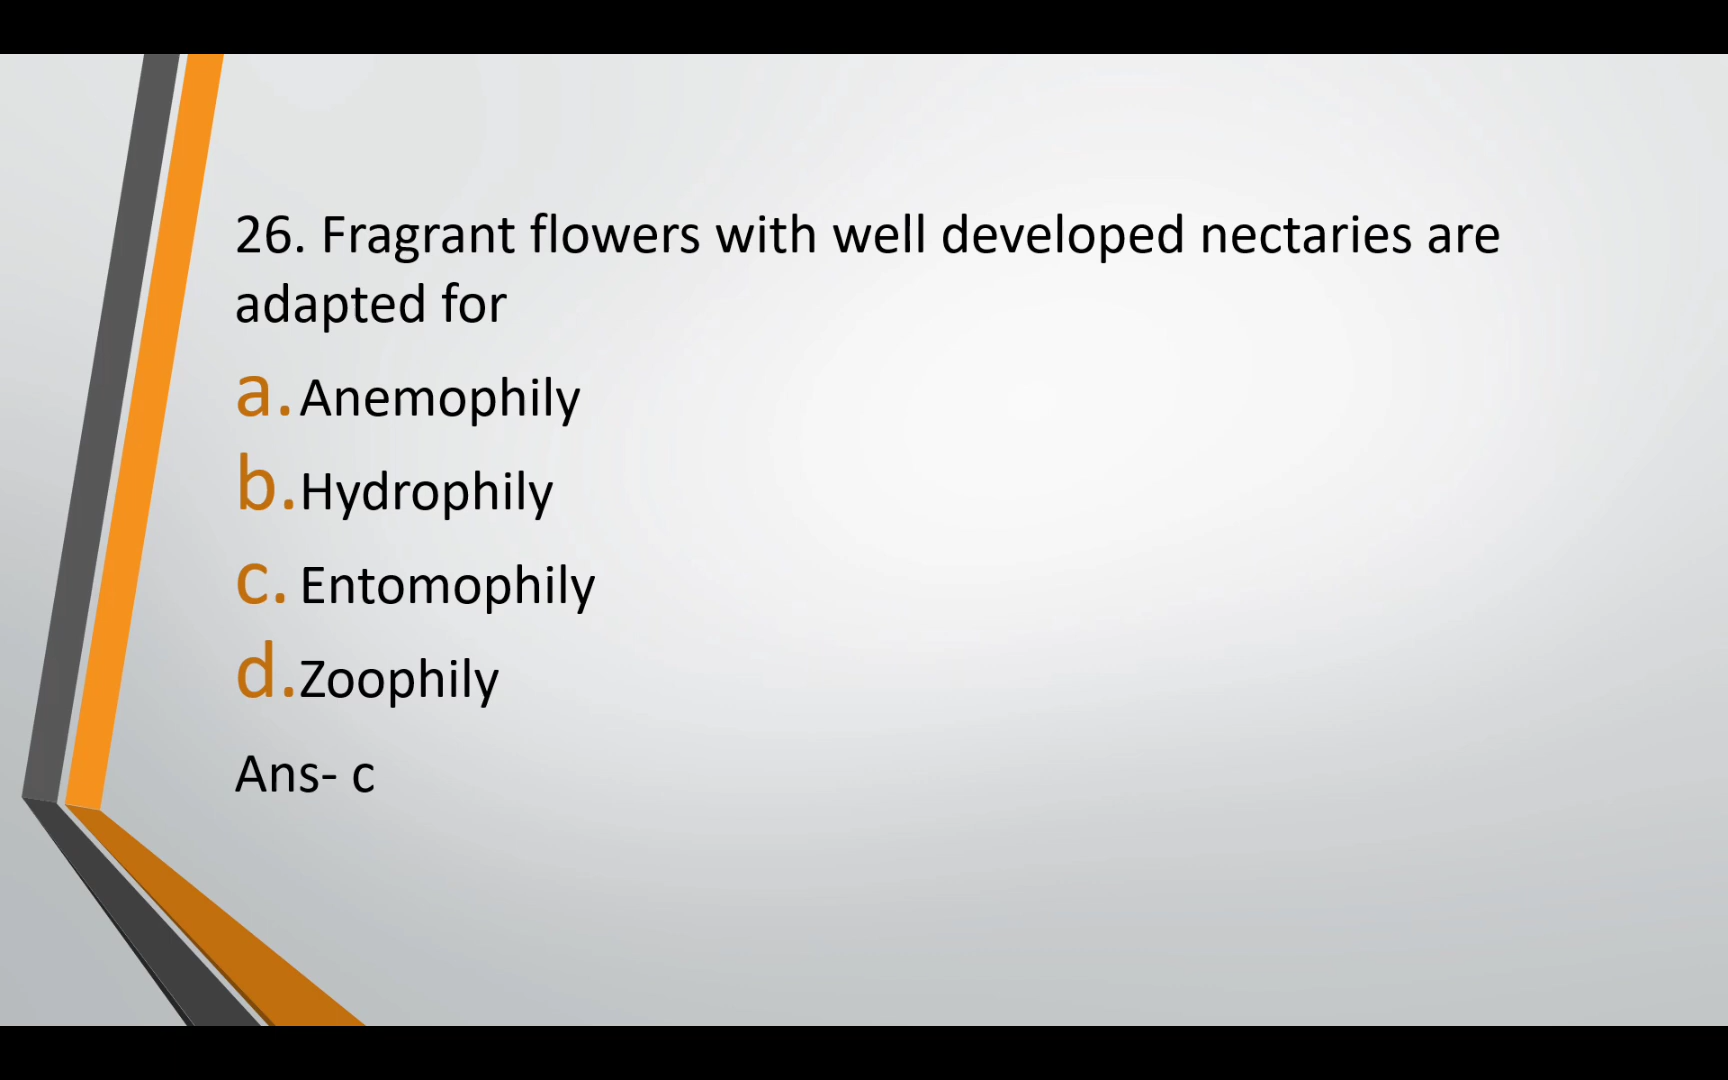 26. Fragrant flowers with well developed nectaries are
adapted for
a. Anemophily
b. Hydrophily
c. Entomophily
d. Zoophily
Ans- c